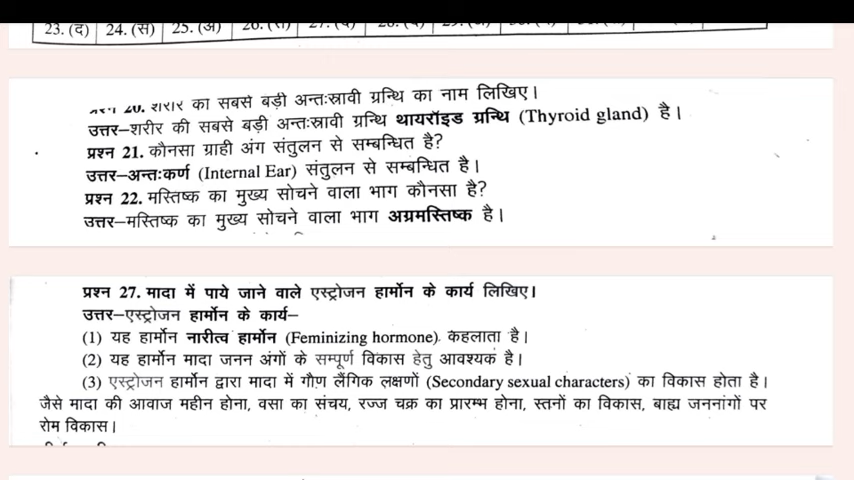 23. (द) 24. (स) 25. (अ) 26. (स) 27. (द)
प्रश्न 20. शरीर का सबसे बड़ी अन्तःस्रावी ग्रन्थि का नाम लिखिए।
उत्तर–शरीर की सबसे बड़ी अन्तःस्रावी ग्रन्थि थायरॉइड ग्रन्थि (Thyroid gland) है।
प्रश्न 21. कौनसा ग्राही अंग संतुलन से सम्बन्धित है?
उत्तर–अन्तःकर्ण (Internal Ear) संतुलन से सम्बन्धित है।
प्रश्न 22. मस्तिष्क का मुख्य सोचने वाला भाग कौनसा है?
उत्तर–मस्तिष्क का मुख्य सोचने वाला भाग अग्रमस्तिष्क है।
प्रश्न 27. मादा में पाये जाने वाले एस्ट्रोजन हार्मोन के कार्य लिखिए।
उत्तर–एस्ट्रोजन हार्मोन के कार्य–
(1) यह हार्मोन नारीत्व हार्मोन (Feminizing hormone) कहलाता है।
(2) यह हार्मोन मादा जनन अंगों के सम्पूर्ण विकास हेतु आवश्यक है।
(3) एस्ट्रोजन हार्मोन द्वारा मादा में गौण लैंगिक लक्षणों (Secondary sexual characters) का विकास होता है।
जैसे मादा की आवाज महीन होना, वसा का संचय, रज्ज चक्र का प्रारम्भ होना, स्तनों का विकास, बाह्य जननांगों पर
रोम विकास।